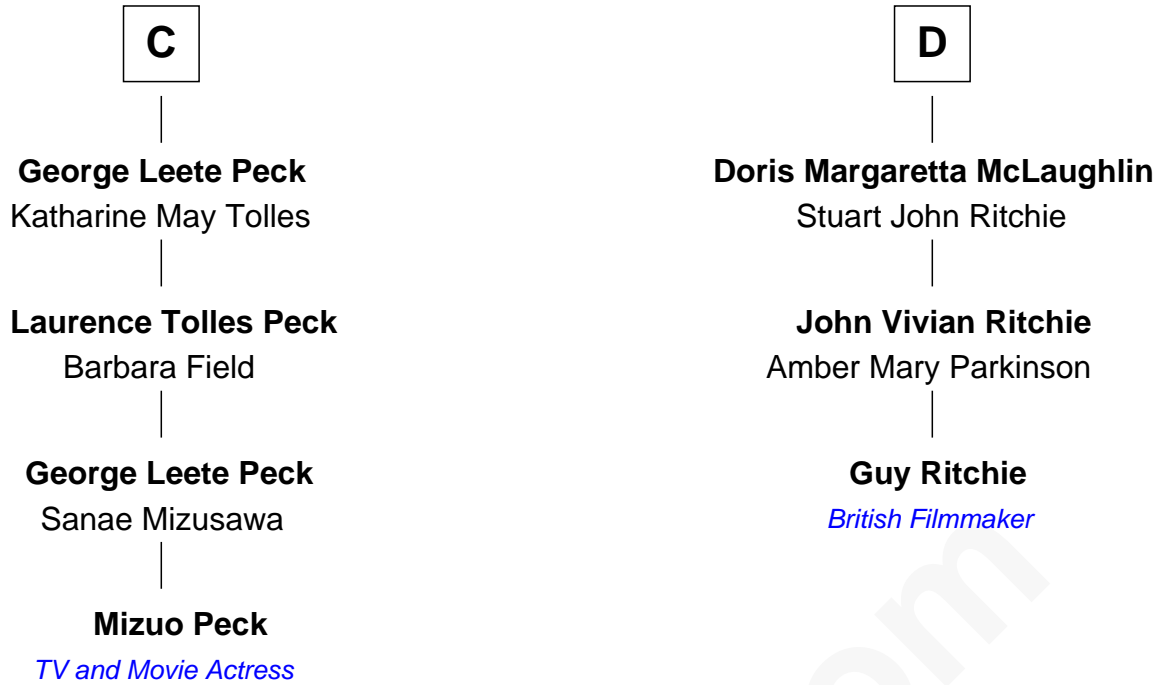 C
George Leete Peck
Katharine May Tolles
Laurence Tolles Peck
Barbara Field
George Leete Peck
Sanae Mizusawa
Mizuo Peck
TV and Movie Actress
D
Doris Margaretta McLaughlin
Stuart John Ritchie
John Vivian Ritchie
Amber Mary Parkinson
Guy Ritchie
British Filmmaker
om